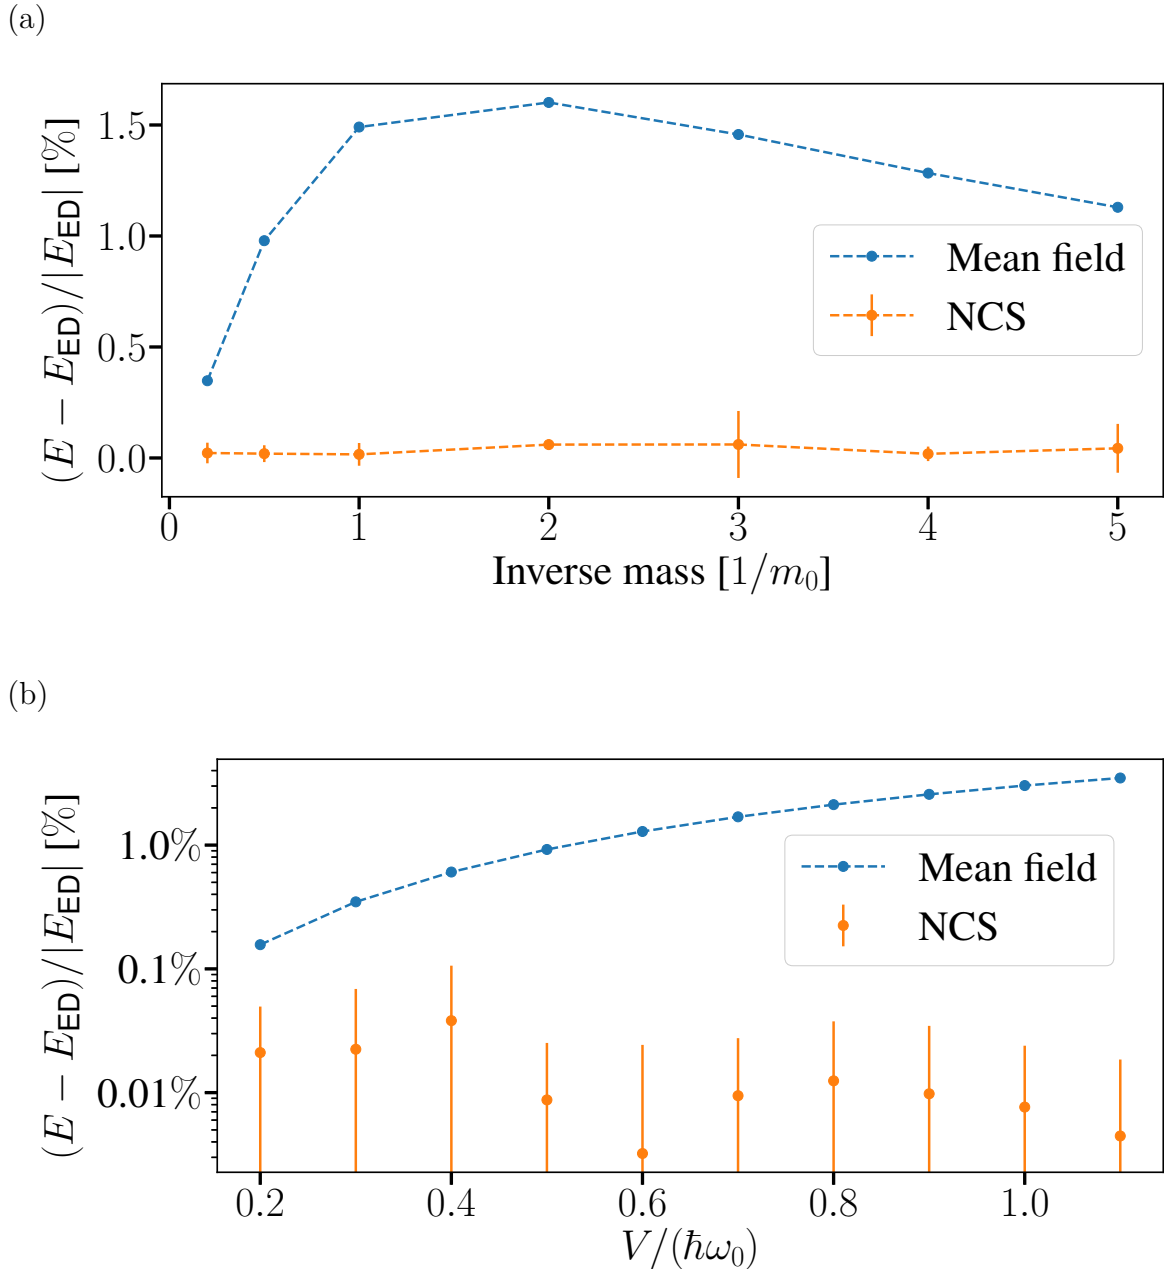 (a)
(E − E_ED)/|E_ED| [%]
1.5
1.0
0.5
0.0
Mean field
NCS
0 1 2 3 4 5
Inverse mass [1/m₀]
(b)
(E − E_ED)/|E_ED| [%]
1.0%
0.1%
0.01%
Mean field
NCS
0.2 0.4 0.6 0.8 1.0
V/(ħω₀)